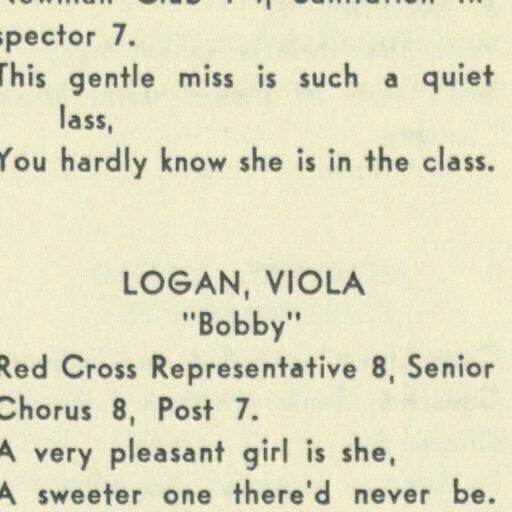 spector 7.
This gentle miss is such a quiet
lass,
You hardly know she is in the class.
LOGAN, VIOLA
"Bobby"
Red Cross Representative 8, Senior
Chorus 8, Post 7.
A very pleasant girl is she,
A sweeter one there'd never be.